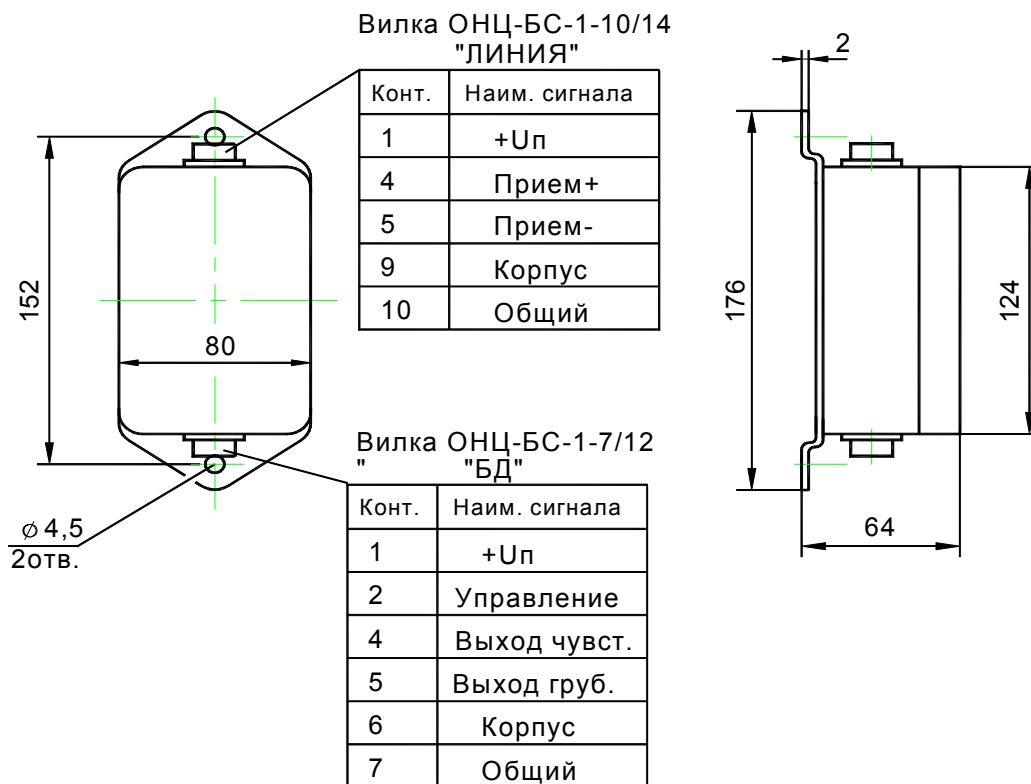 Вилка ОНЦ-БС-1-10/14
"ЛИНИЯ"
Конт. Наим. сигнала
1 +Uп
4 Прием+
5 Прием-
9 Корпус
10 Общий
152
80
2
176
124
64
Вилка ОНЦ-БС-1-7/12
" "БД"
Конт. Наим. сигнала
1 +Uп
2 Управление
4 Выход чувст.
5 Выход груб.
6 Корпус
7 Общий
⌀ 4,5
2отв.